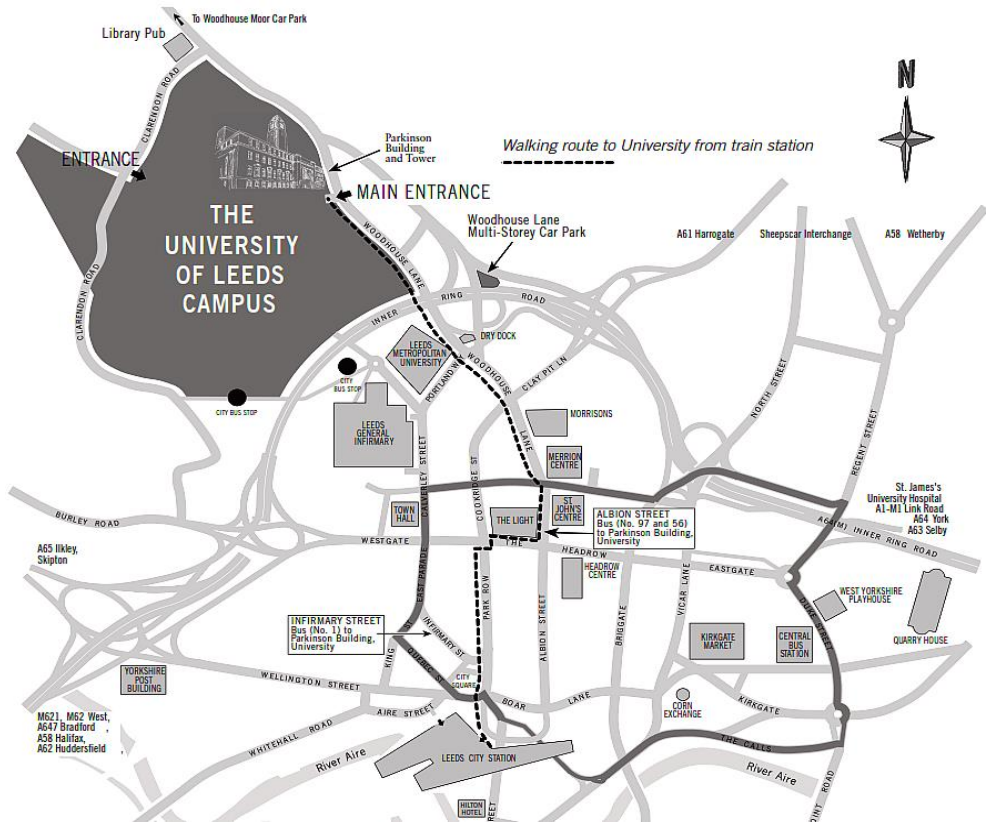 To Woodhouse Moor Car Park
Library Pub
CLARENDON ROAD
N
Parkinson
Building
and Tower
Walking route to University from train station
ENTRANCE
MAIN ENTRANCE
THE
UNIVERSITY
OF LEEDS
CAMPUS
WOODHOUSE LANE
Woodhouse Lane
Multi-Storey Car Park
A61 Harrogate
Sheepscar Interchange
A58 Wetherby
CLARENDON ROAD
INNER
RING
ROAD
DRY DOCK
LEEDS
METROPOLITAN
UNIVERSITY
PORTLAND WY
WOODHOUSE
LANE
CLAY PIT LN
CITY
BUS STOP
CITY BUS STOP
NORTH STREET
REGENT STREET
LEEDS
GENERAL
INFIRMARY
MORRISONS
MERRION
CENTRE
CALVERLEY STREET
COOKRIDGE ST
St. James's
University Hospital
A1-M1 Link Road
A64 York
A63 Selby
BURLEY ROAD
TOWN
HALL
THE LIGHT
ST.
JOHN'S
CENTRE
ALBION STREET
Bus (No. 97 and 56)
to Parkinson Building,
University
A64(M) INNER RING ROAD
A65 Ilkley,
Skipton
WESTGATE
THE
HEADROW
EASTGATE
HEADROW
CENTRE
EAST PARADE
PARK ROW
ALBION STREET
BRIGGATE
VICAR LANE
DUKE STREET
WEST YORKSHIRE
PLAYHOUSE
QUARRY HOUSE
INFIRMARY STREET
Bus (No. 1) to
Parkinson Building,
University
INFIRMARY ST
KING ST
QUEBEC ST
KIRKGATE
MARKET
CENTRAL
BUS
STATION
YORKSHIRE
POST
BUILDING
WELLINGTON STREET
CITY
SQUARE
BOAR
LANE
CORN
EXCHANGE
KIRKGATE
AIRE STREET
WHITEHALL ROAD
M621, M62 West,
A647 Bradford ,
A58 Halifax,
A62 Huddersfield ,
River Aire
LEEDS CITY STATION
THE CALLS
River Aire
HILTON
HOTEL
ROAD